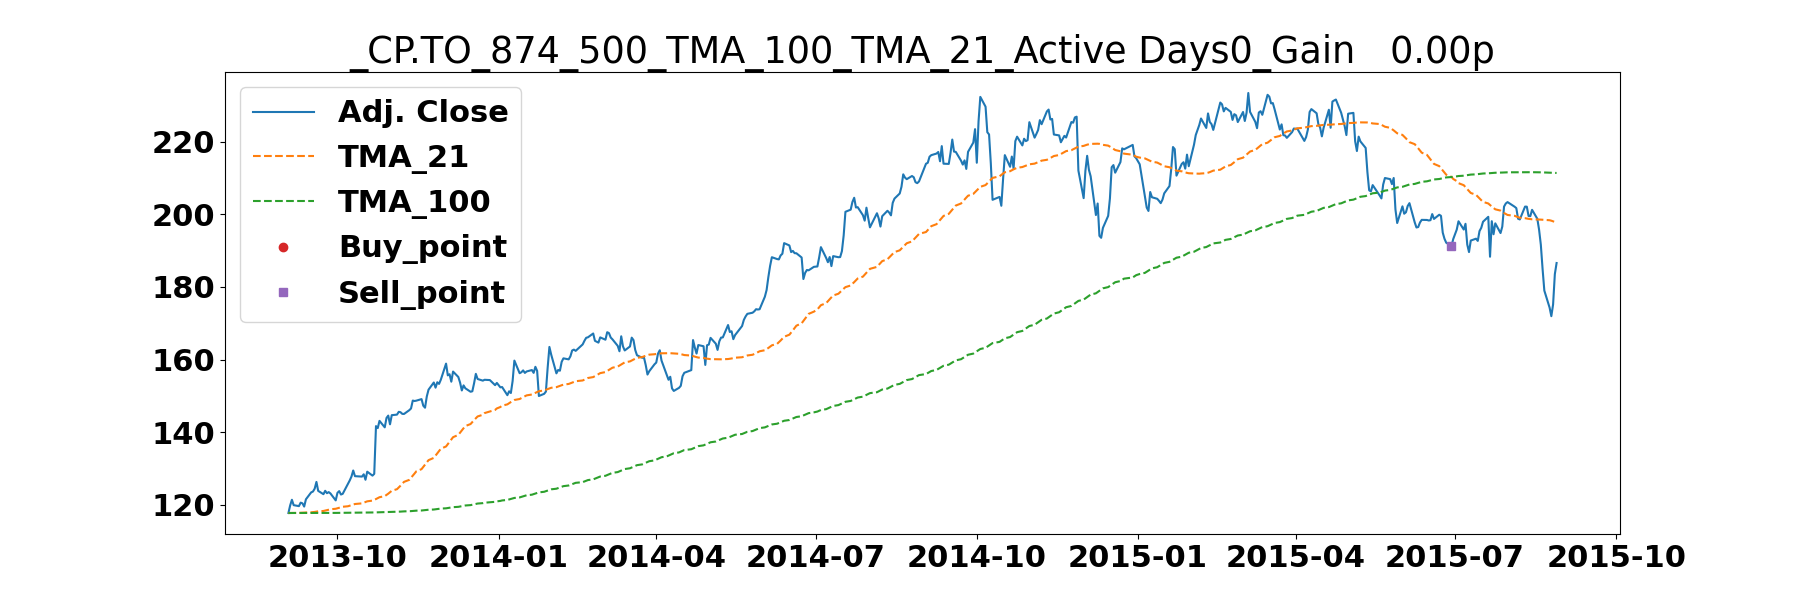 _CP.TO_874_500_TMA_100_TMA_21_Active Days0_Gain   0.00p
Adj. Close
TMA_21
TMA_100
Buy_point
Sell_point
220
200
180
160
140
120
2013-10 2014-01 2014-04 2014-07 2014-10 2015-01 2015-04 2015-07 2015-10